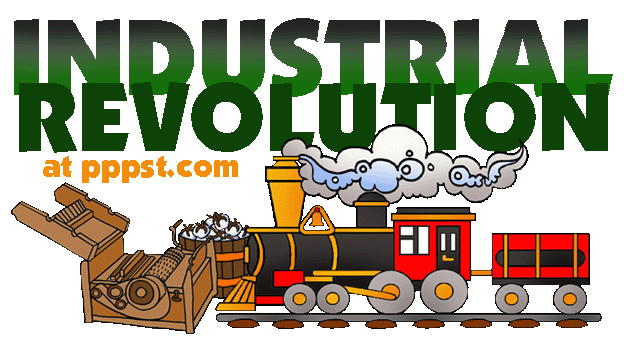 INDUSTRIAL
REVOLUTION
at pppst.com